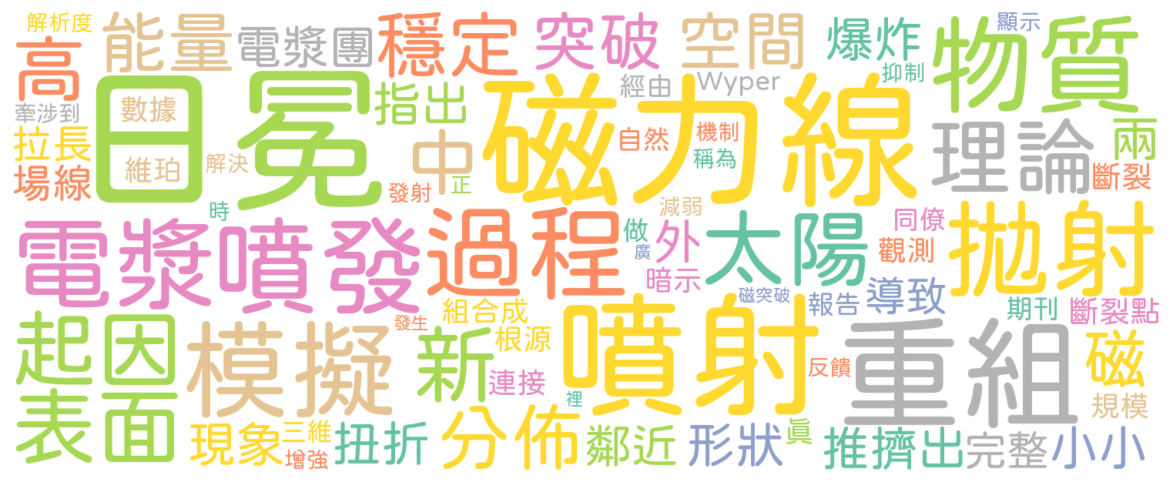 解析度
高
能量
電漿團
穩定
突破
空間
爆炸
顯示
抑制
物質
牽涉到
日冕
數據
維珀
解決
指出
中
正
磁力線
經由
Wyper
自然
機制
稱為
理論
兩
斷裂
拉長
場線
發射
時
電漿噴發
過程
減弱
做
廣
外
暗示
太陽
同僚
觀測
拋射
磁突破
報告
導致
期刊
斷裂點
起因
模擬
發生
組合成
根源
新
連接
裡
噴射
反饋
重組
磁
規模
表面
現象
三維
增強
扭折
分佈
鄰近
形狀
眞
推擠出
完整
小小